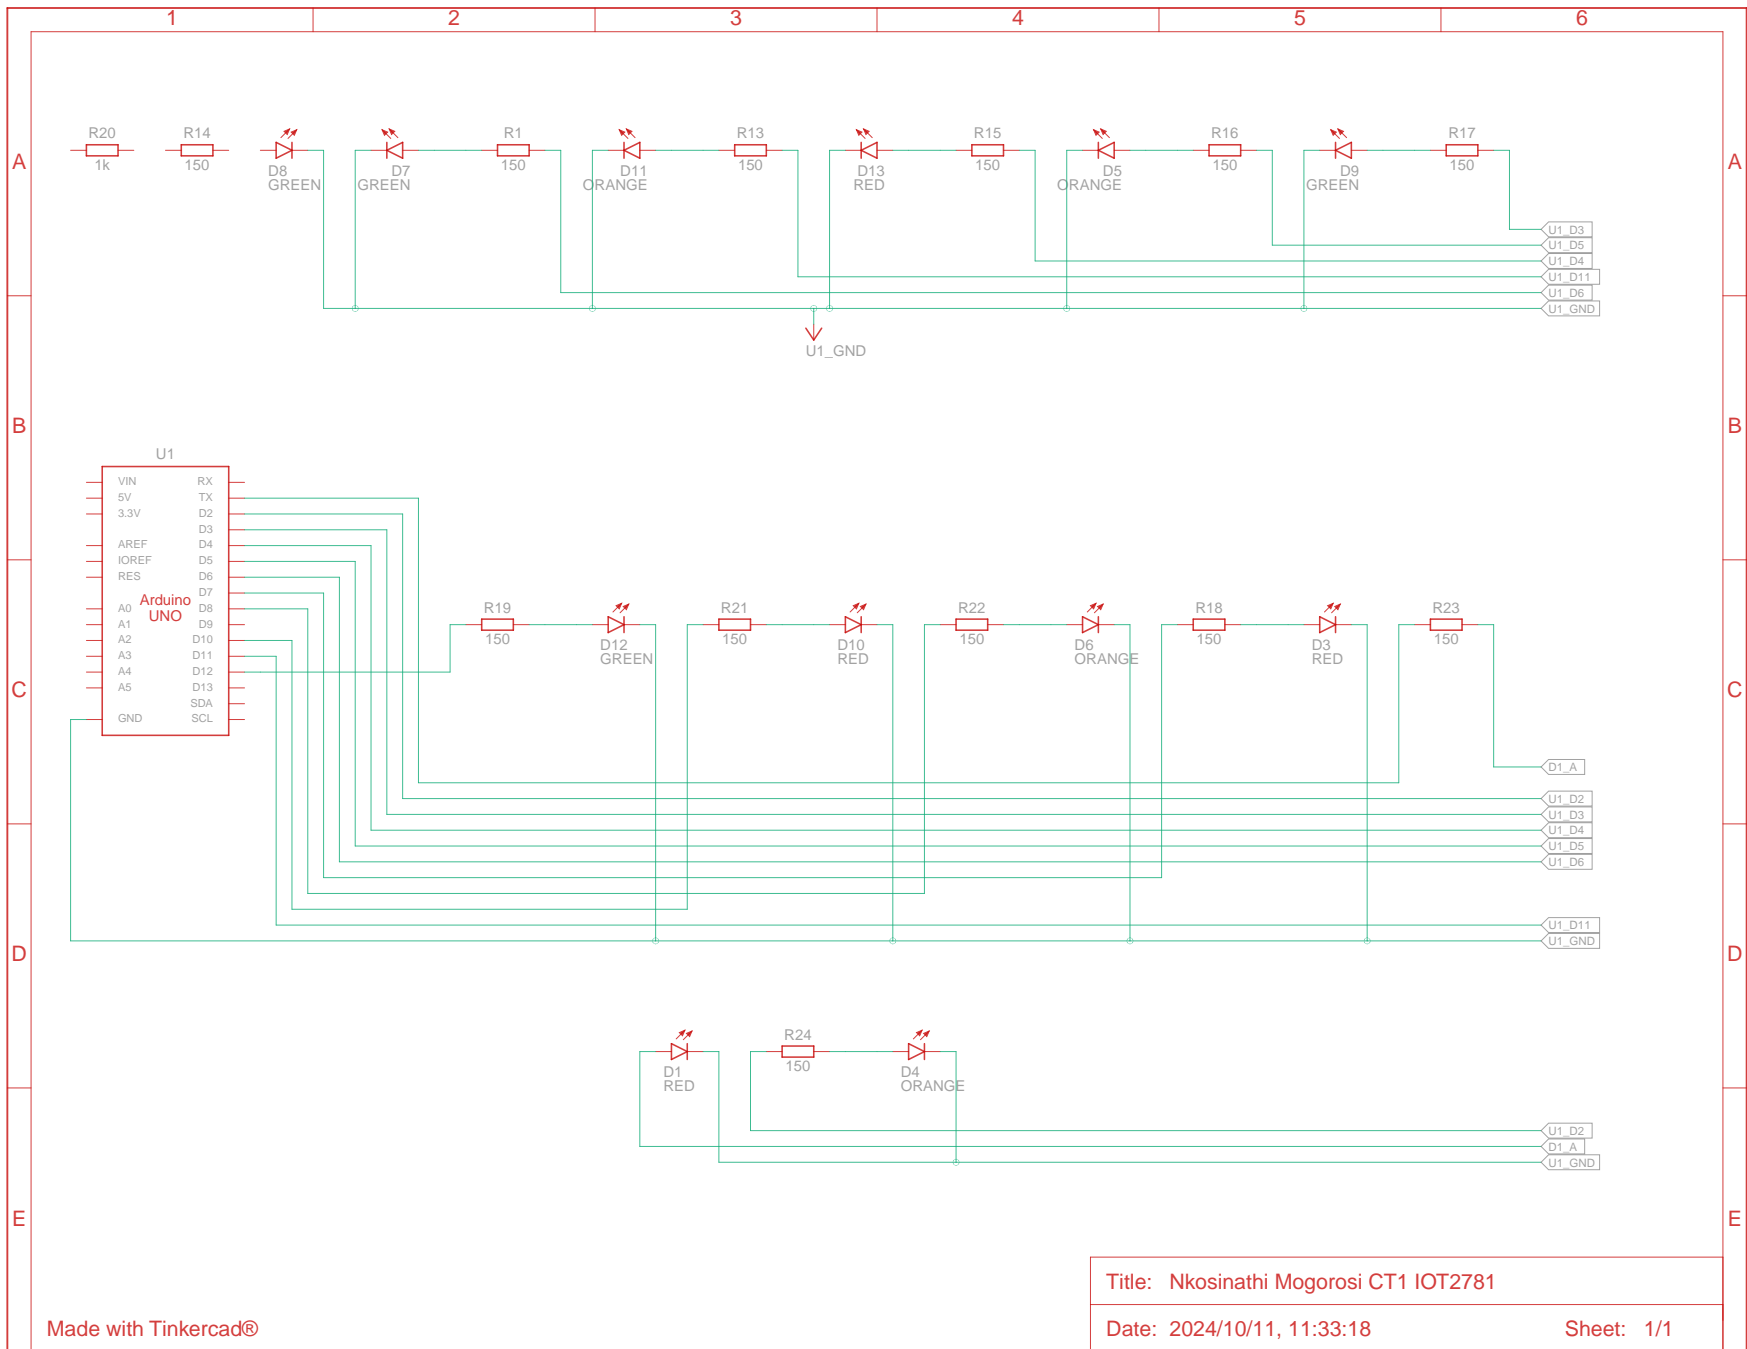 1 2 3 4 5 6
A A
R20 R14 R1 R13 R15 R16 R17
1k 150 150 150 150 150 150
D8 D7 D11 D13 D5 D9
GREEN GREEN ORANGE RED ORANGE GREEN
U1_D3
U1_D5
U1_D4
U1_D11
U1_D6
U1_GND
U1_GND
B B
U1
VIN RX
5V TX
3.3V D2
D3
AREF D4
IOREF D5
RES D6
D7
Arduino
UNO
A0 D8
A1 D9
A2 D10
A3 D11
A4 D12
A5 D13
SDA
GND SCL
R19 R21 R22 R18 R23
150 150 150 150 150
D12 D10 D6 D3
GREEN RED ORANGE RED
C C
D1_A
U1_D2
U1_D3
U1_D4
U1_D5
U1_D6
U1_D11
U1_GND
D D
R24
150
D1 D4
RED ORANGE
U1_D2
D1_A
U1_GND
E E
Title: Nkosinathi Mogorosi CT1 IOT2781
Made with Tinkercad®
Date: 2024/10/11, 11:33:18 Sheet: 1/1